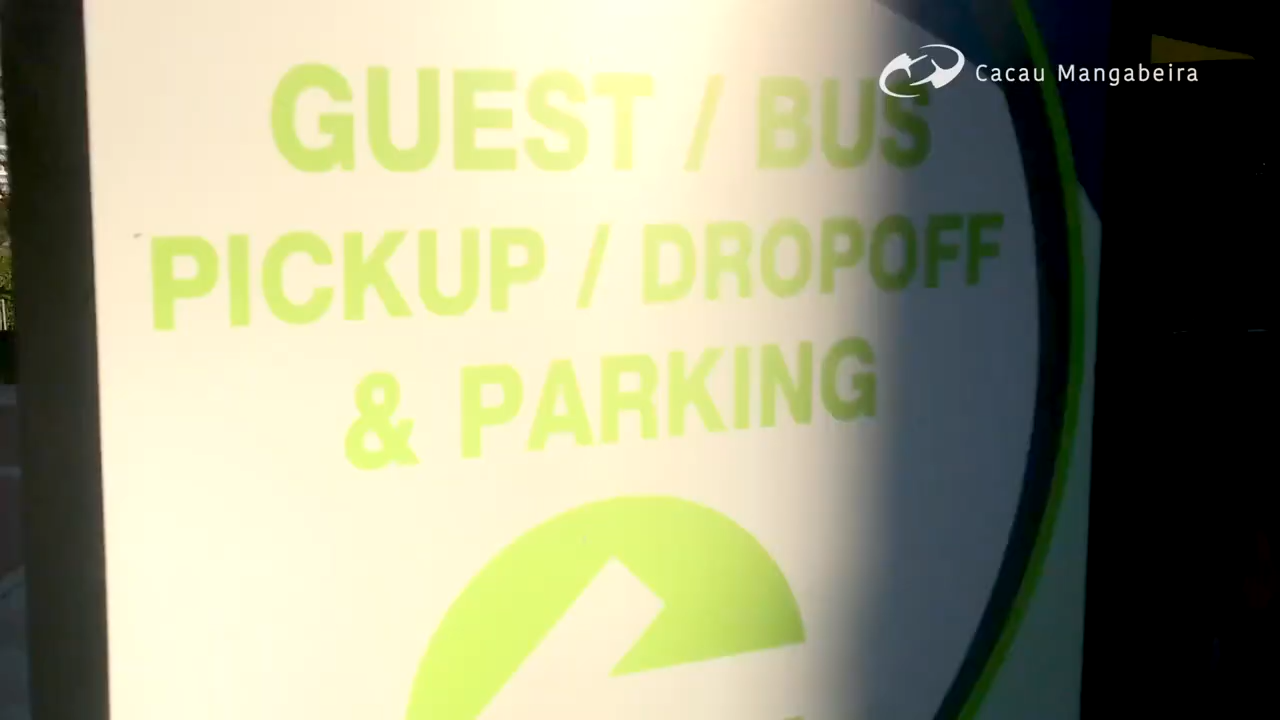 GUEST / BUS
PICKUP / DROPOFF
& PARKING
Cacau Mangabeira